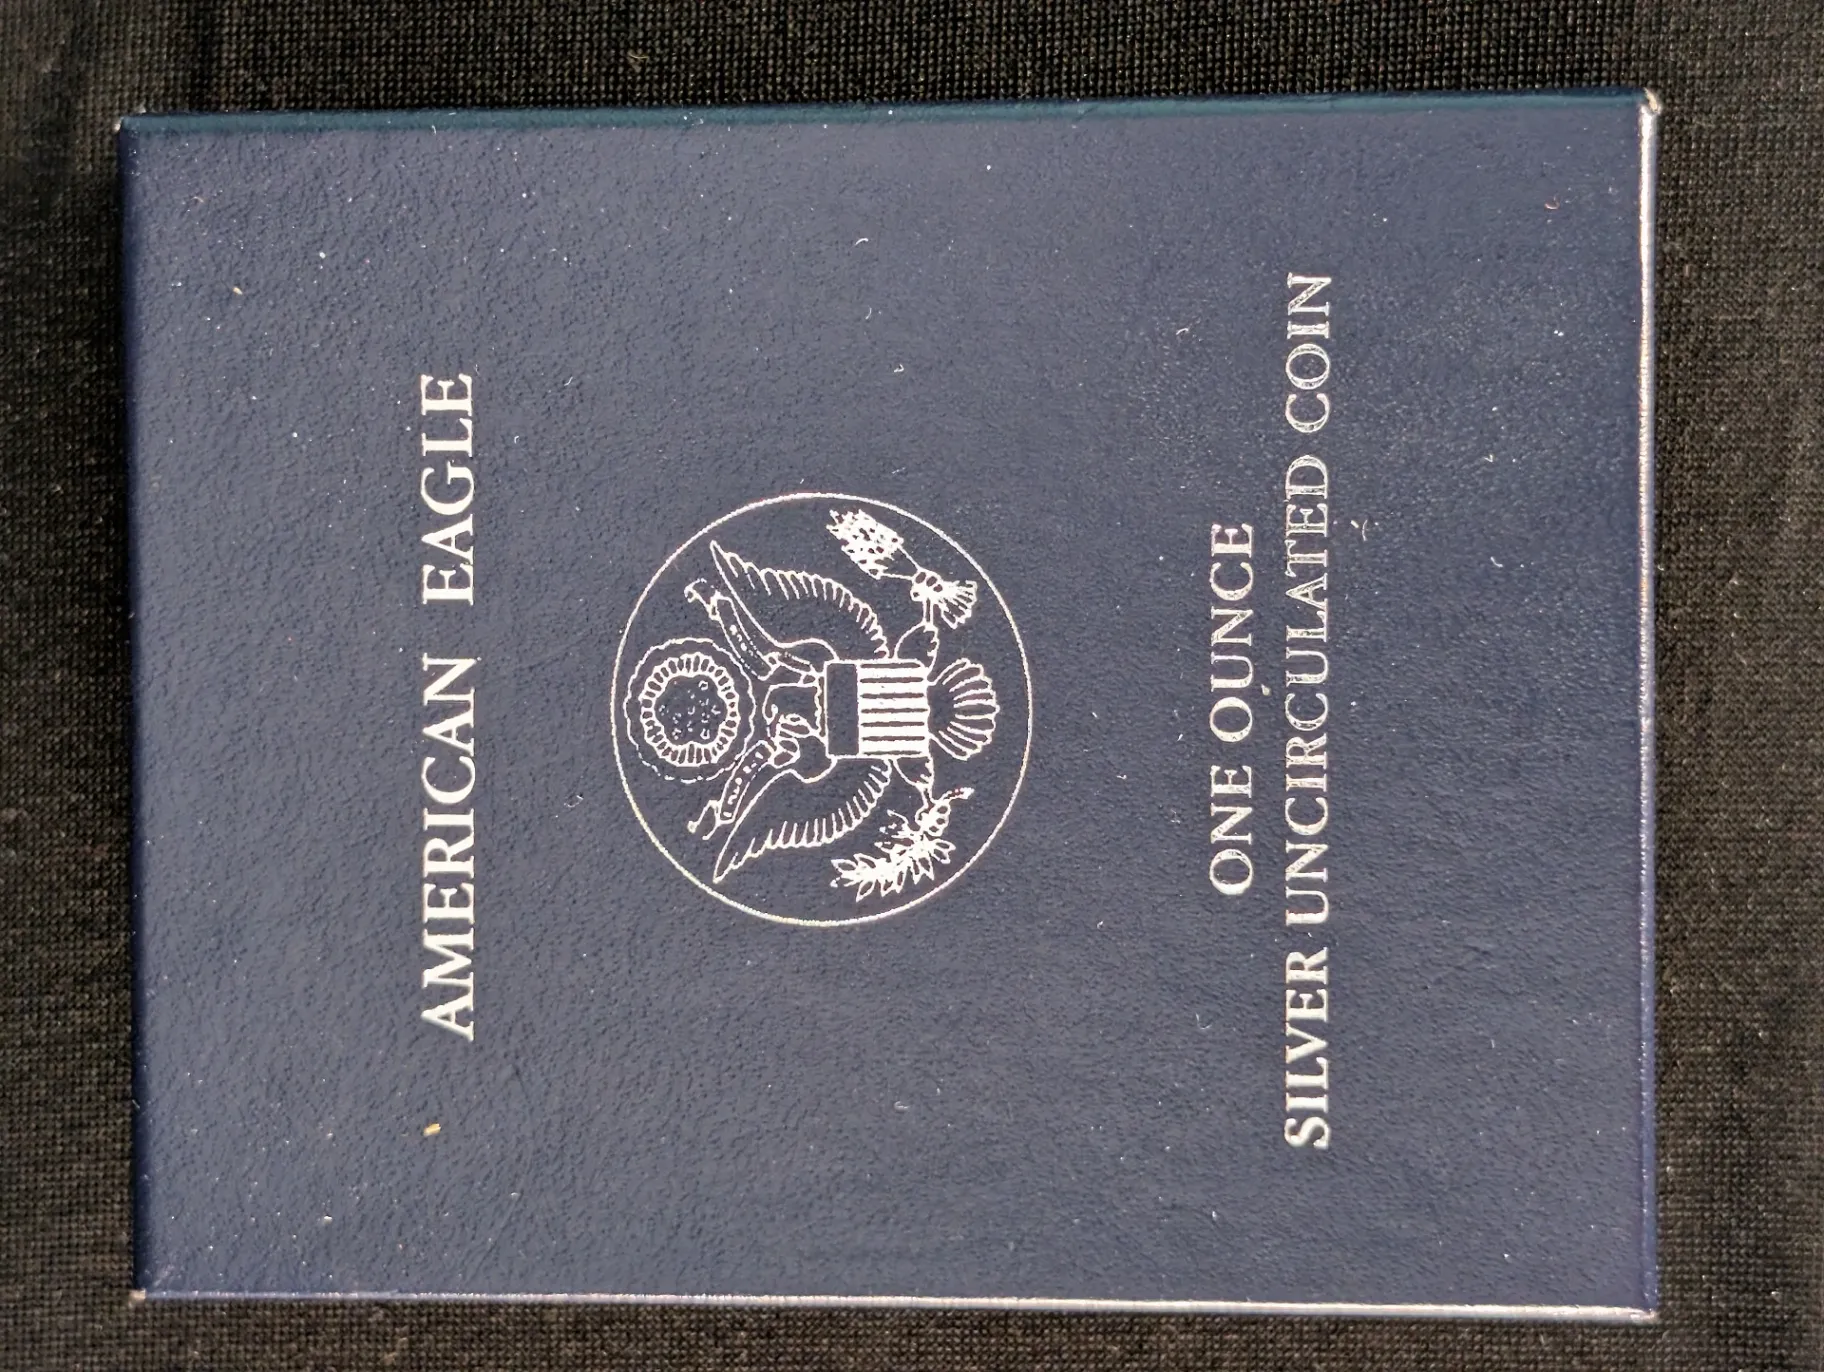 AMERICAN EAGLE
ONE OUNCE
SILVER UNCIRCULATED COIN